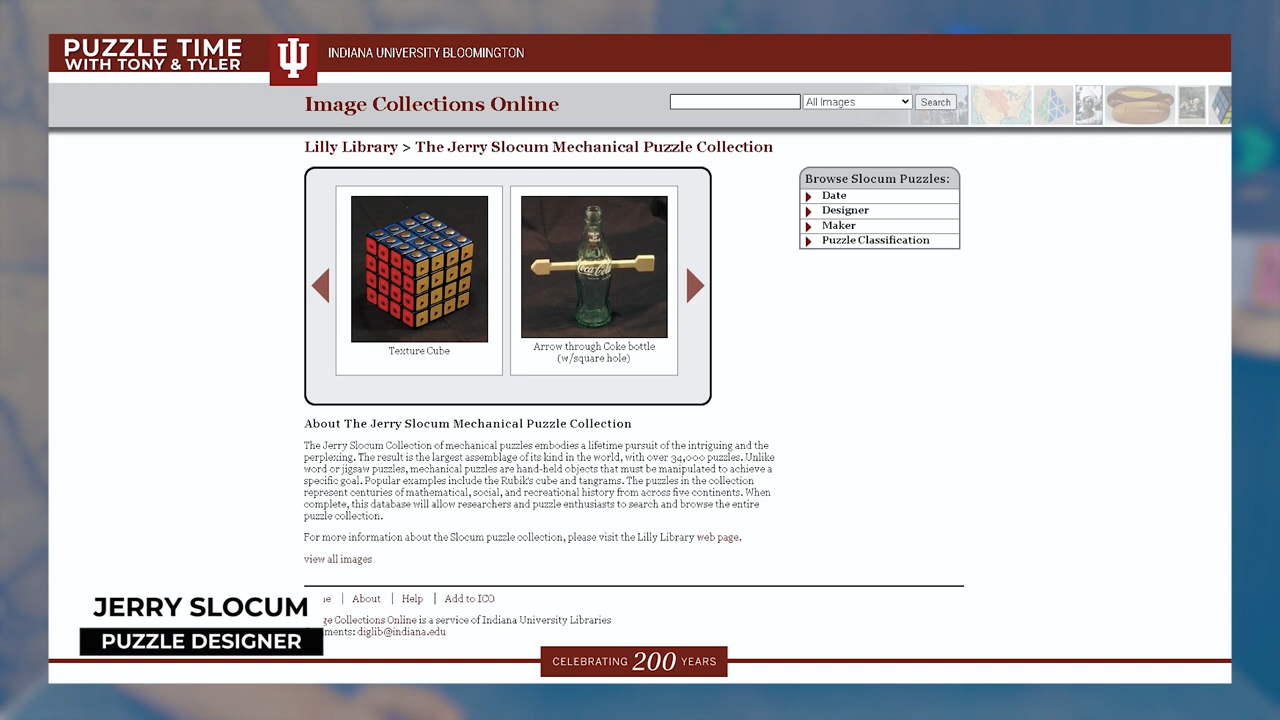 PUZZLE TIME
WITH TONY & TYLER
INDIANA UNIVERSITY BLOOMINGTON
Image Collections Online
All Images
Search
Lilly Library > The Jerry Slocum Mechanical Puzzle Collection
Coca-Cola
Texture Cube
Arrow through Coke bottle
(w/square hole)
Browse Slocum Puzzles:
Date
Designer
Maker
Puzzle Classification
About The Jerry Slocum Mechanical Puzzle Collection
The Jerry Slocum Collection of mechanical puzzles embodies a lifetime pursuit of the intriguing and the
perplexing. The result is the largest assemblage of its kind in the world, with over 34,000 puzzles. Unlike
word or jigsaw puzzles, mechanical puzzles are hand-held objects that must be manipulated to achieve a
specific goal. Popular examples include the Rubik's cube and tangrams. The puzzles in the collection
represent centuries of mathematical, social, and recreational history from across five continents. When
complete, this database will allow researchers and puzzle enthusiasts to search and browse the entire
puzzle collection.
For more information about the Slocum puzzle collection, please visit the Lilly Library web page.
view all images
About | Help | Add to ICO
Collections Online is a service of Indiana University Libraries
diglib@indiana.edu
JERRY SLOCUM
PUZZLE DESIGNER
CELEBRATING 200 YEARS